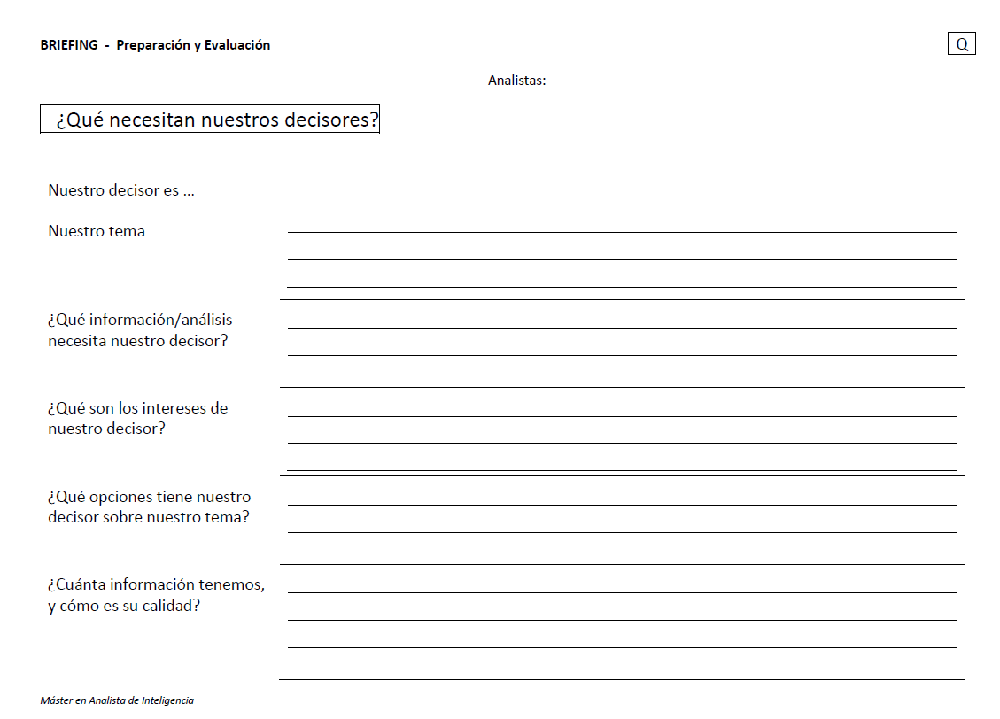 BRIEFING - Preparación y Evaluación
Q
Analistas:
¿Qué necesitan nuestros decisores?
Nuestro decisor es ...
Nuestro tema
¿Qué información/análisis
necesita nuestro decisor?
¿Qué son los intereses de
nuestro decisor?
¿Qué opciones tiene nuestro
decisor sobre nuestro tema?
¿Cuánta información tenemos,
y cómo es su calidad?
Máster en Analista de Inteligencia